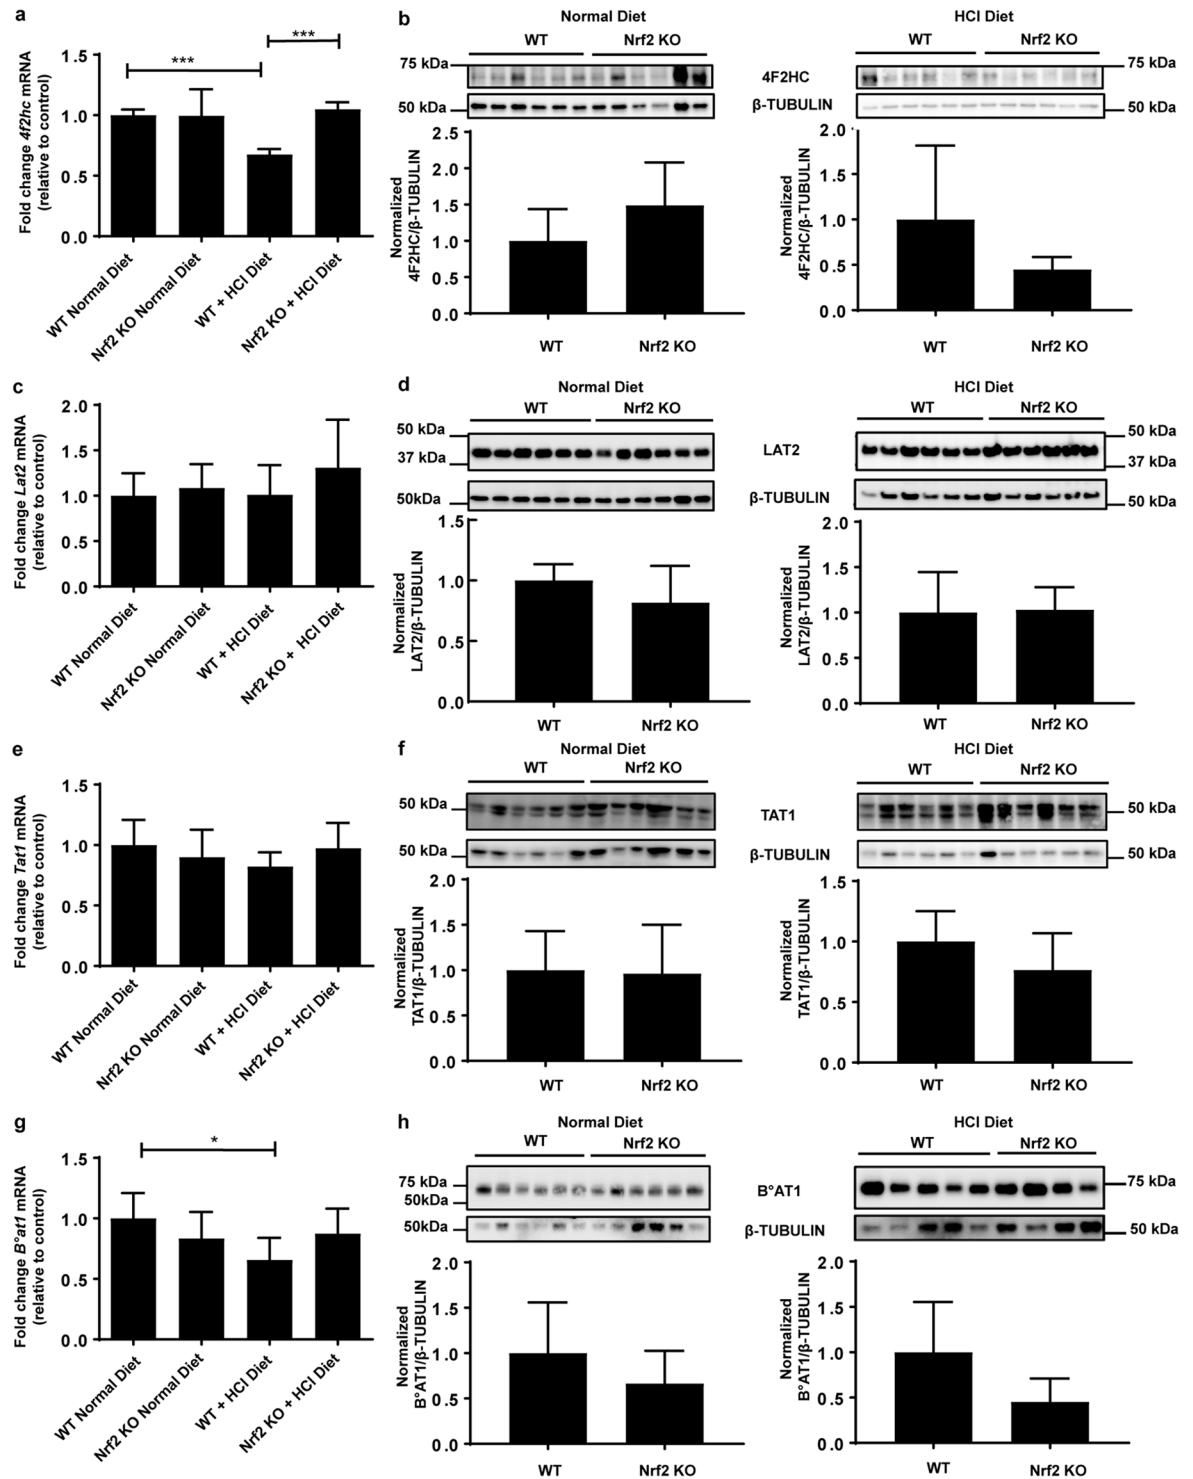 a
***
***
Fold change 4f2hc mRNA
(relative to control)
1.5
1.0
0.5
0.0
WT Normal Diet
Nrf2 KO Normal Diet
WT + HCl Diet
Nrf2 KO + HCl Diet
b
Normal Diet
WT
Nrf2 KO
75 kDa
50 kDa
4F2HC
β-TUBULIN
Normalized
4F2HC/β-TUBULIN
2.5
2.0
1.5
1.0
0.5
0.0
WT
Nrf2 KO
HCl Diet
WT
Nrf2 KO
75 kDa
50 kDa
Normalized
4F2HC/β-TUBULIN
2.0
1.5
1.0
0.5
0.0
WT
Nrf2 KO
c
Fold change Lat2 mRNA
(relative to control)
2.0
1.5
1.0
0.5
0.0
WT Normal Diet
Nrf2 KO Normal Diet
WT + HCl Diet
Nrf2 KO + HCl Diet
d
Normal Diet
WT
Nrf2 KO
50 kDa
37 kDa
50kDa
LAT2
β-TUBULIN
Normalized
LAT2/β-TUBULIN
1.5
1.0
0.5
0.0
WT
Nrf2 KO
HCl Diet
WT
Nrf2 KO
50 kDa
37 kDa
50 kDa
Normalized
LAT2/β-TUBULIN
2.0
1.5
1.0
0.5
0.0
WT
Nrf2 KO
e
Fold change Tat1 mRNA
(relative to control)
1.5
1.0
0.5
0.0
WT Normal Diet
Nrf2 KO Normal Diet
WT + HCl Diet
Nrf2 KO + HCl Diet
f
Normal Diet
WT
Nrf2 KO
50 kDa
50 kDa
TAT1
β-TUBULIN
Normalized
TAT1/β-TUBULIN
2.0
1.5
1.0
0.5
0.0
WT
Nrf2 KO
HCl Diet
WT
Nrf2 KO
50 kDa
50 kDa
Normalized
TAT1/β-TUBULIN
1.5
1.0
0.5
0.0
WT
Nrf2 KO
g
*
Fold change B°at1 mRNA
(relative to control)
1.5
1.0
0.5
0.0
WT Normal Diet
Nrf2 KO Normal Diet
WT + HCl Diet
Nrf2 KO + HCl Diet
h
Normal Diet
WT
Nrf2 KO
75 kDa
50kDa
50kDa
B°AT1
β-TUBULIN
Normalized
B°AT1/β-TUBULIN
2.0
1.5
1.0
0.5
0.0
WT
Nrf2 KO
HCl Diet
WT
Nrf2 KO
75 kDa
50 kDa
Normalized
B°AT1/β-TUBULIN
2.0
1.5
1.0
0.5
0.0
WT
Nrf2 KO